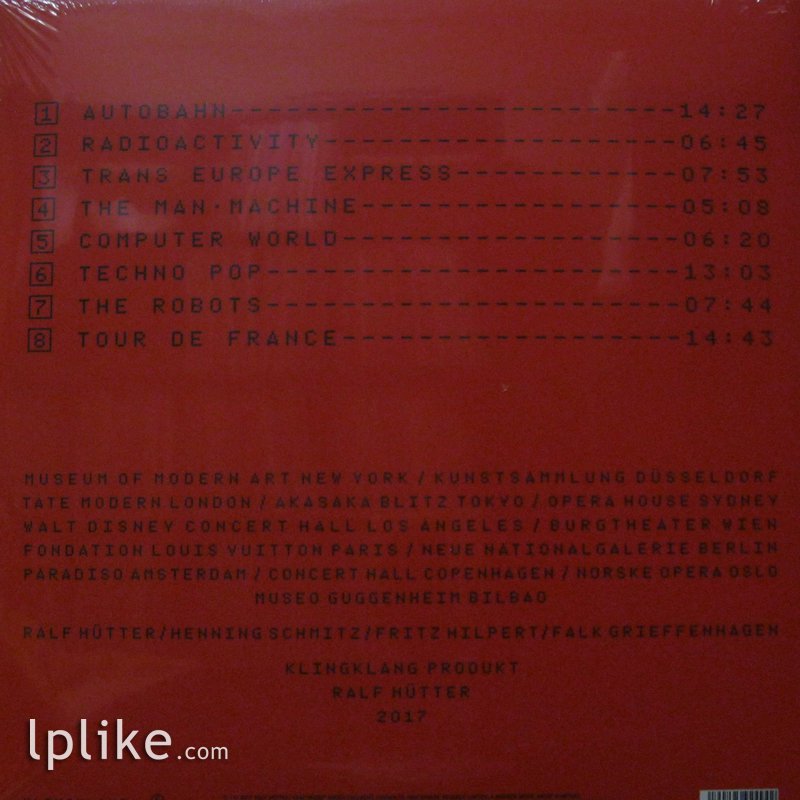 1 AUTOBAHN--------------------------14:27
2 RADIOACTIVITY---------------------06:45
3 TRANS EUROPE EXPRESS-------------07:53
4 THE MAN·MACHINE-------------------05:08
5 COMPUTER WORLD--------------------06:20
6 TECHNO POP------------------------13:03
7 THE ROBOTS------------------------07:44
8 TOUR DE FRANCE--------------------14:43
MUSEUM OF MODERN ART NEW YORK / KUNSTSAMMLUNG DÜSSELDORF
TATE MODERN LONDON / AKASAKA BLITZ TOKYO / OPERA HOUSE SYDNEY
WALT DISNEY CONCERT HALL LOS ANGELES / BURGTHEATER WIEN
FONDATION LOUIS VUITTON PARIS / NEUE NATIONALGALERIE BERLIN
PARADISO AMSTERDAM / CONCERT HALL COPENHAGEN / NORSKE OPERA OSLO
MUSEO GUGGENHEIM BILBAO
RALF HÜTTER/HENNING SCHMITZ/FRITZ HILPERT/FALK GRIEFFENHAGEN
KLINGKLANG PRODUKT
RALF HÜTTER
2017
lplike.com